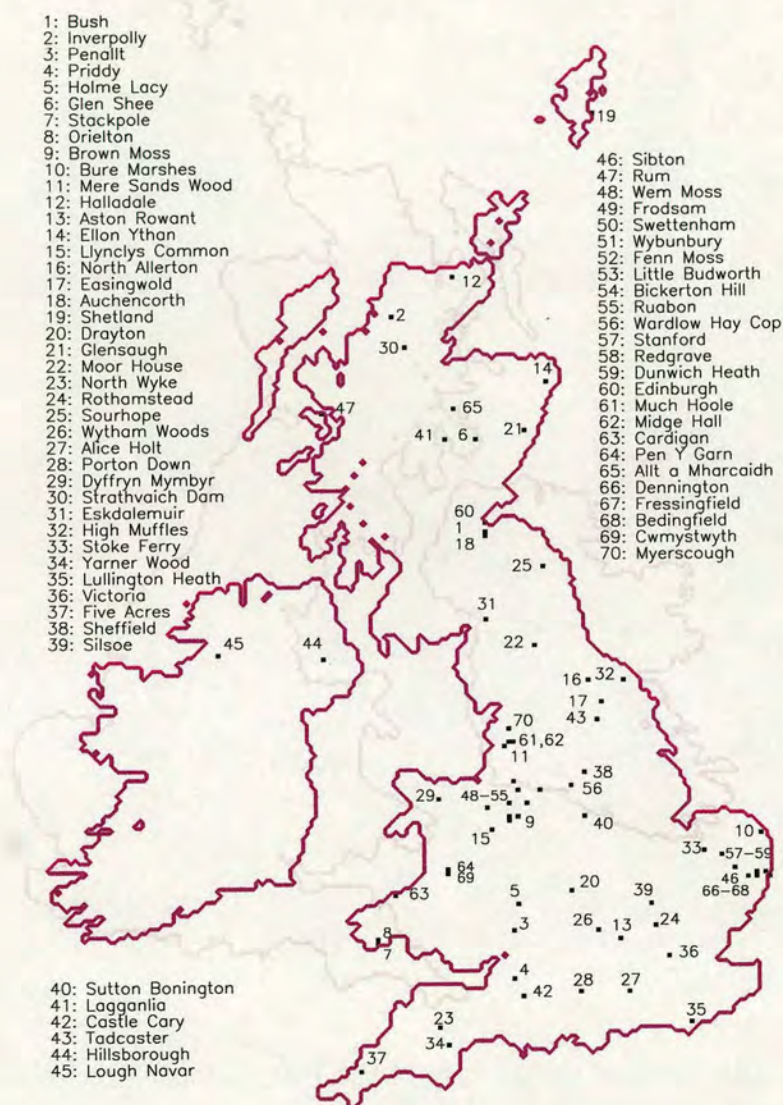 1: Bush
2: Inverpolly
3: Penallt
4: Priddy
5: Holme Lacy
6: Glen Shee
7: Stackpole
8: Orielton
9: Brown Moss
10: Bure Marshes
11: Mere Sands Wood
12: Halladale
13: Aston Rowant
14: Ellon Ythan
15: Llynclys Common
16: North Allerton
17: Easingwold
18: Auchencorth
19: Shetland
20: Drayton
21: Glensaugh
22: Moor House
23: North Wyke
24: Rothamstead
25: Sourhope
26: Wytham Woods
27: Alice Holt
28: Porton Down
29: Dyffryn Mymbyr
30: Strathvaich Dam
31: Eskdalemuir
32: High Muffles
33: Stoke Ferry
34: Yarner Wood
35: Lullington Heath
36: Victoria
37: Five Acres
38: Sheffield
39: Silsoe
46: Sibton
47: Rum
48: Wem Moss
49: Frodsam
50: Swettenham
51: Wybunbury
52: Fenn Moss
53: Little Budworth
54: Bickerton Hill
55: Ruabon
56: Wardlow Hay Cop
57: Stanford
58: Redgrave
59: Dunwich Heath
60: Edinburgh
61: Much Hoole
62: Midge Hall
63: Cardigan
64: Pen Y Garn
65: Allt a Mharcaidh
66: Dennington
67: Fressingfield
68: Bedingfield
69: Cwmystwyth
70: Myerscough
40: Sutton Bonington
41: Lagganlia
42: Castle Cary
43: Tadcaster
44: Hillsborough
45: Lough Navar
19
12
2
30
14
47
65
41
6
21
60
1
18
25
31
22
45
44
16
32
17
43
70
61,62
11
38
29
48-55
56
40
9
15
10
33
57-59
64
69
46
66-68
63
5
20
39
3
26
13
24
8
7
36
4
42
28
27
35
23
34
37